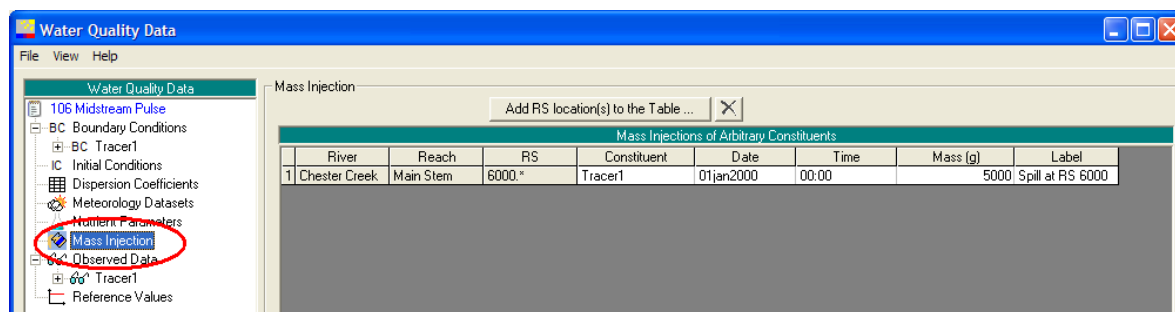 Water Quality Data
File View Help
Water Quality Data
106 Midstream Pulse
BC Boundary Conditions
BC Tracer1
IC Initial Conditions
Dispersion Coefficients
Meteorology Datasets
Nutrient Parameters
Mass Injection
Observed Data
Tracer1
Reference Values
Mass Injection
Add RS location(s) to the Table ...
Mass Injections of Arbitrary Constituents
River Reach RS Constituent Date Time Mass (g) Label
1 Chester Creek Main Stem 6000.* Tracer1 01jan2000 00:00 5000 Spill at RS 6000